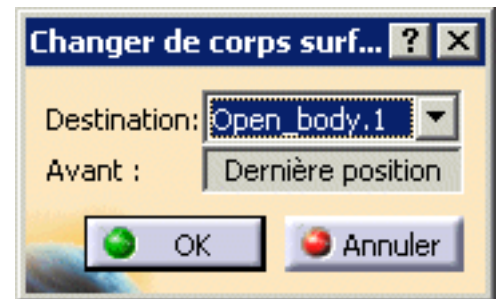 Changer de corps surf... ? X
Destination: Open_body.1
Avant : Dernière position
OK Annuler